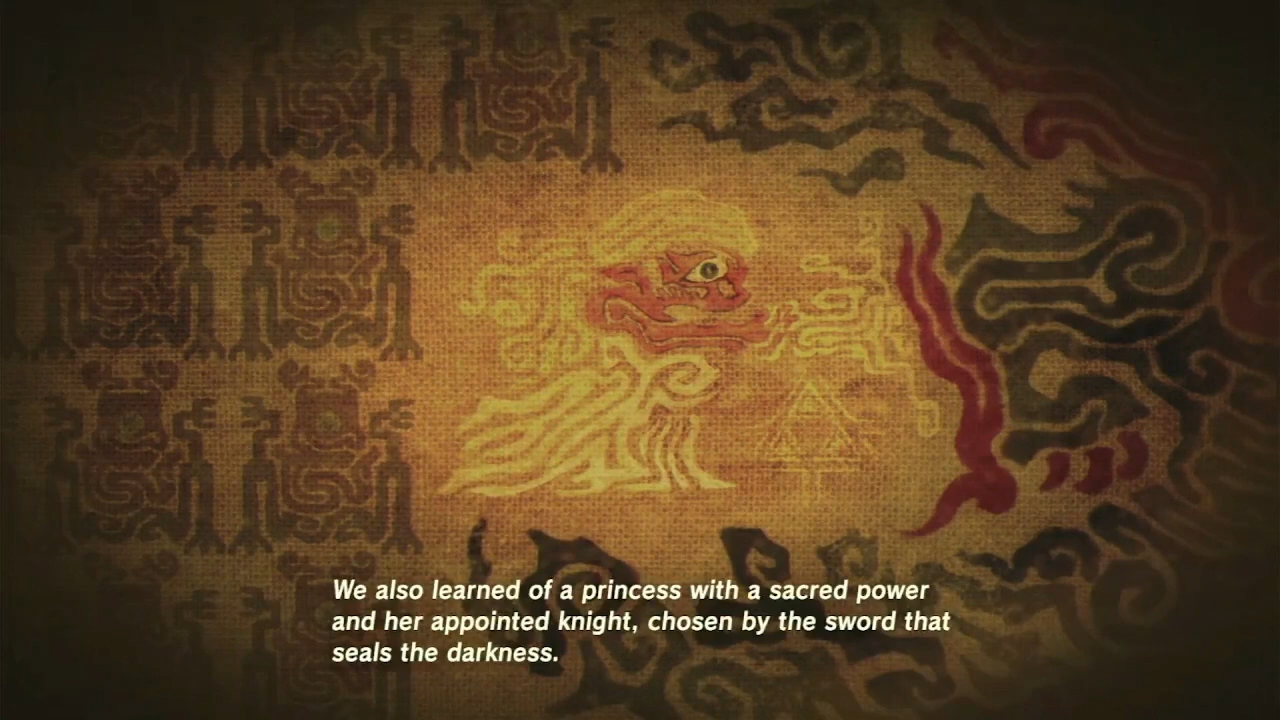 We also learned of a princess with a sacred power
and her appointed knight, chosen by the sword that
seals the darkness.